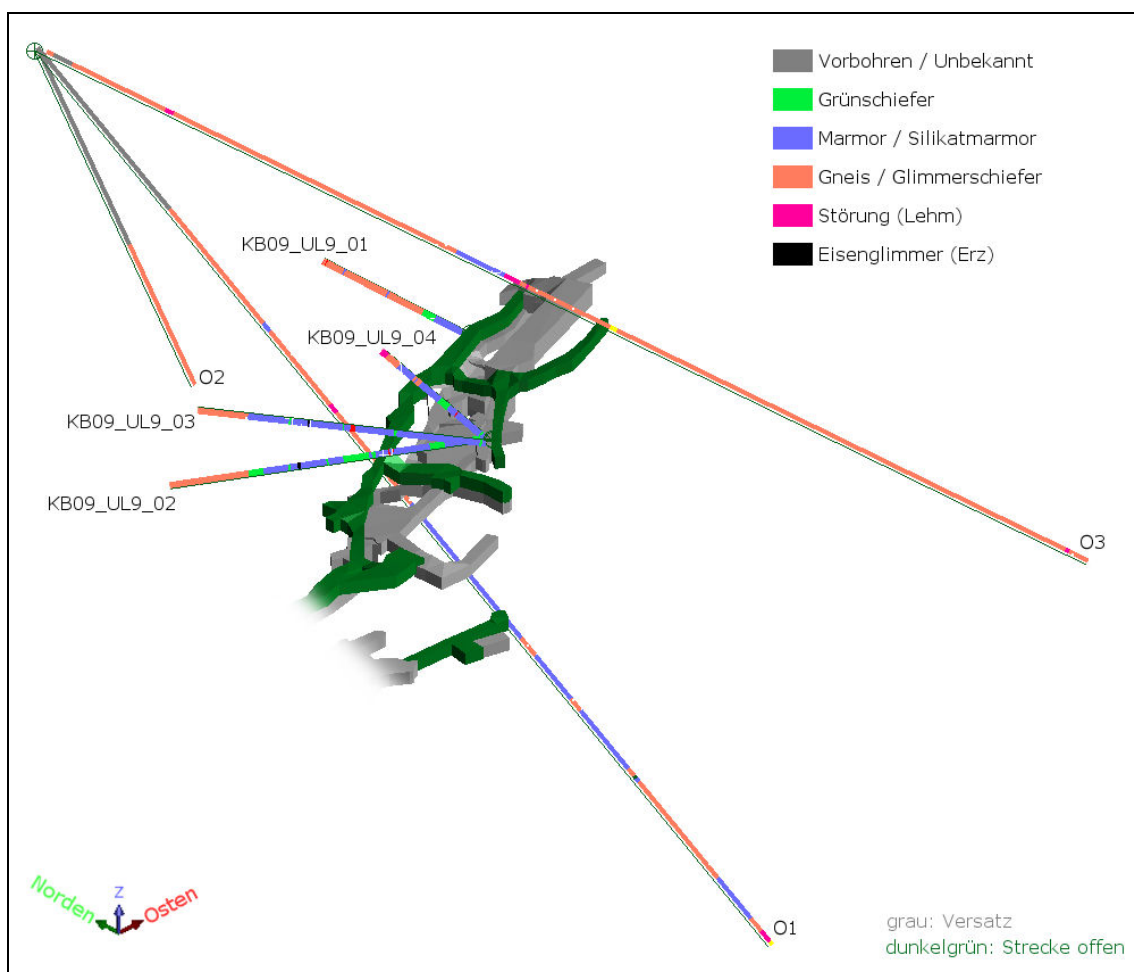 Vorbohren / Unbekannt
Grünschiefer
Marmor / Silikatmarmor
Gneis / Glimmerschiefer
Störung (Lehm)
Eisenglimmer (Erz)
KB09_UL9_01
KB09_UL9_04
O2
KB09_UL9_03
KB09_UL9_02
O3
O1
Norden
Z
Osten
grau: Versatz
dunkelgrün: Strecke offen